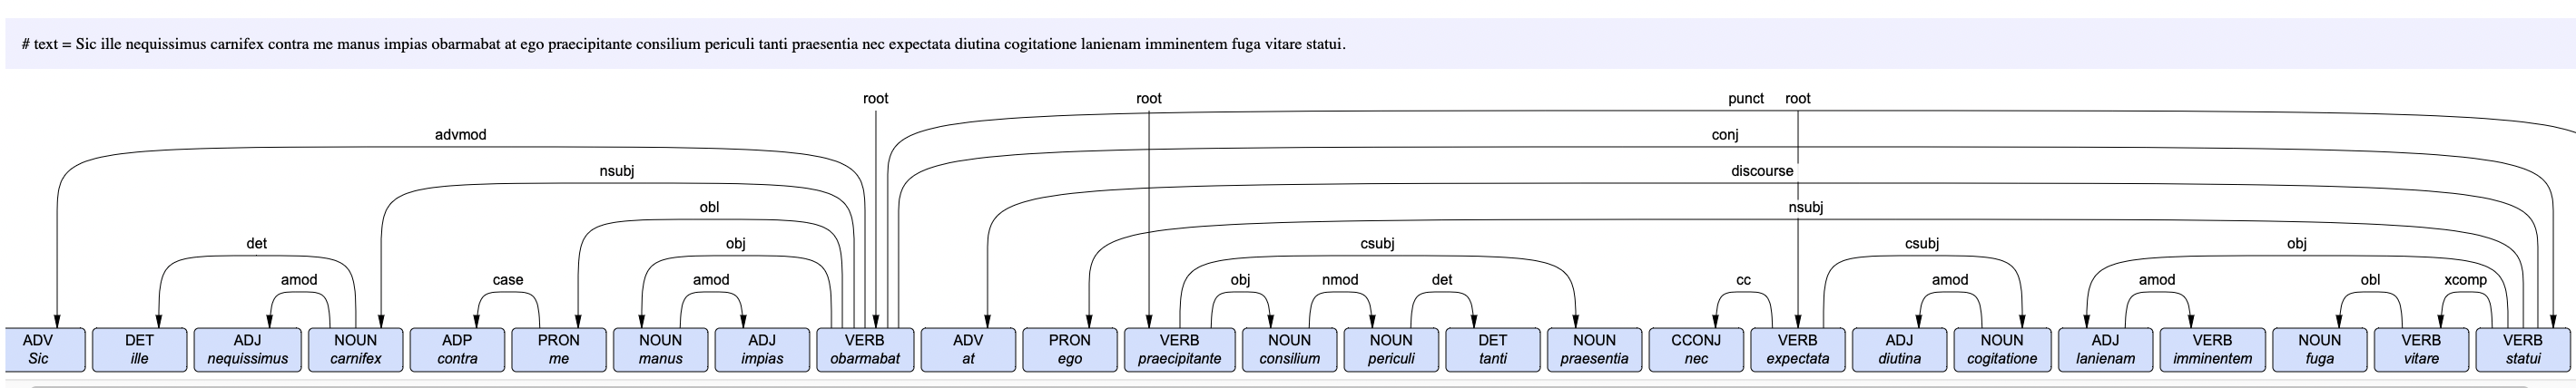 # text = Sic ille nequissimus carnifex contra me manus impias obarmabat at ego praecipitante consilium periculi tanti praesentia nec expectata diutina cogitatione lanienam imminentem fuga vitare statui.
root root punct root
advmod conj
nsubj discourse
obl nsubj
det obj csubj csubj obj
amod case amod obj nmod det cc amod amod obl xcomp
ADV DET ADJ NOUN ADP PRON NOUN ADJ VERB ADV PRON VERB NOUN NOUN DET NOUN CCONJ VERB ADJ NOUN ADJ VERB NOUN VERB VERB
Sic ille nequissimus carnifex contra me manus impias obarmabat at ego praecipitante consilium periculi tanti praesentia nec expectata diutina cogitatione lanienam imminentem fuga vitare statui